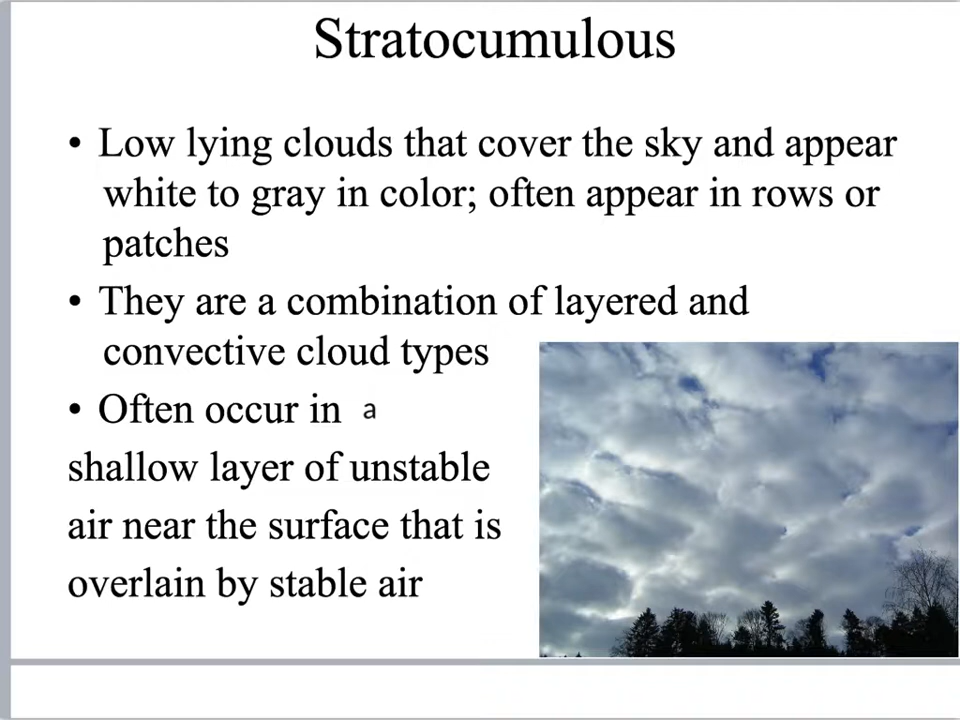 Stratocumulous
• Low lying clouds that cover the sky and appear
white to gray in color; often appear in rows or
patches
• They are a combination of layered and
convective cloud types
• Often occur in a
shallow layer of unstable
air near the surface that is
overlain by stable air